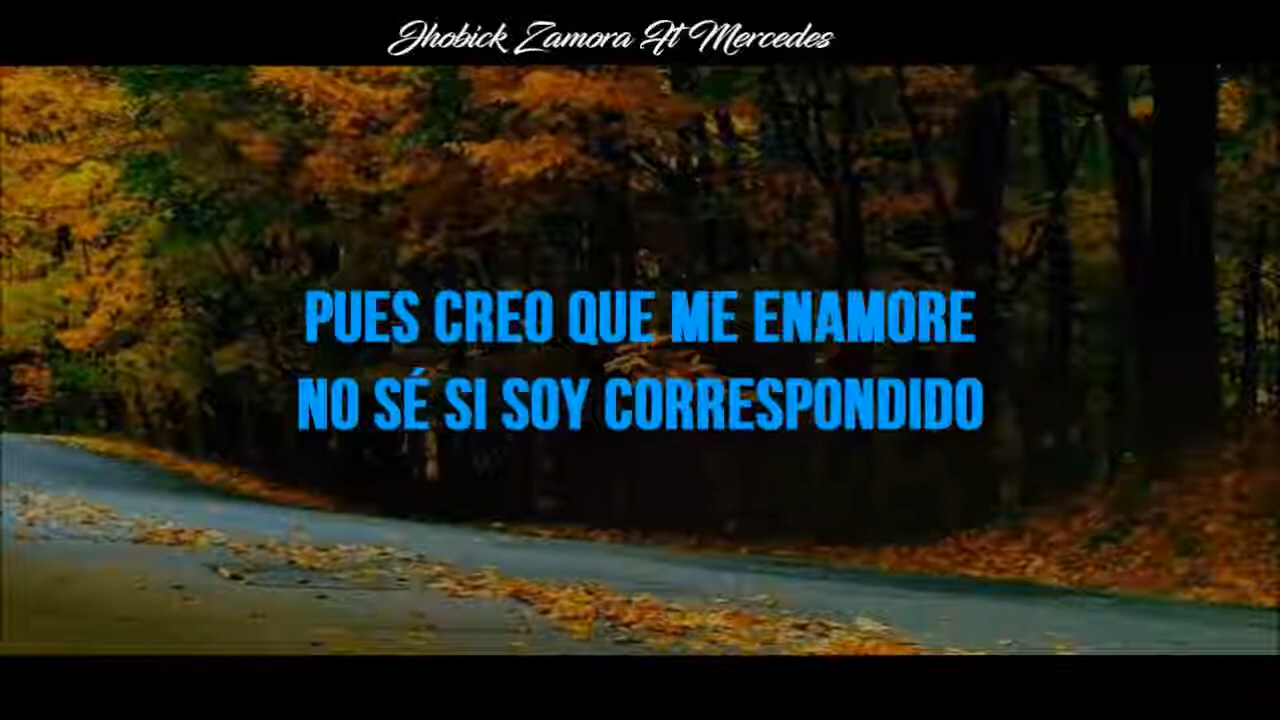 Jhobick Zamora Ft Mercedes
PUES CREO QUE ME ENAMORE
NO SÉ SI SOY CORRESPONDIDO